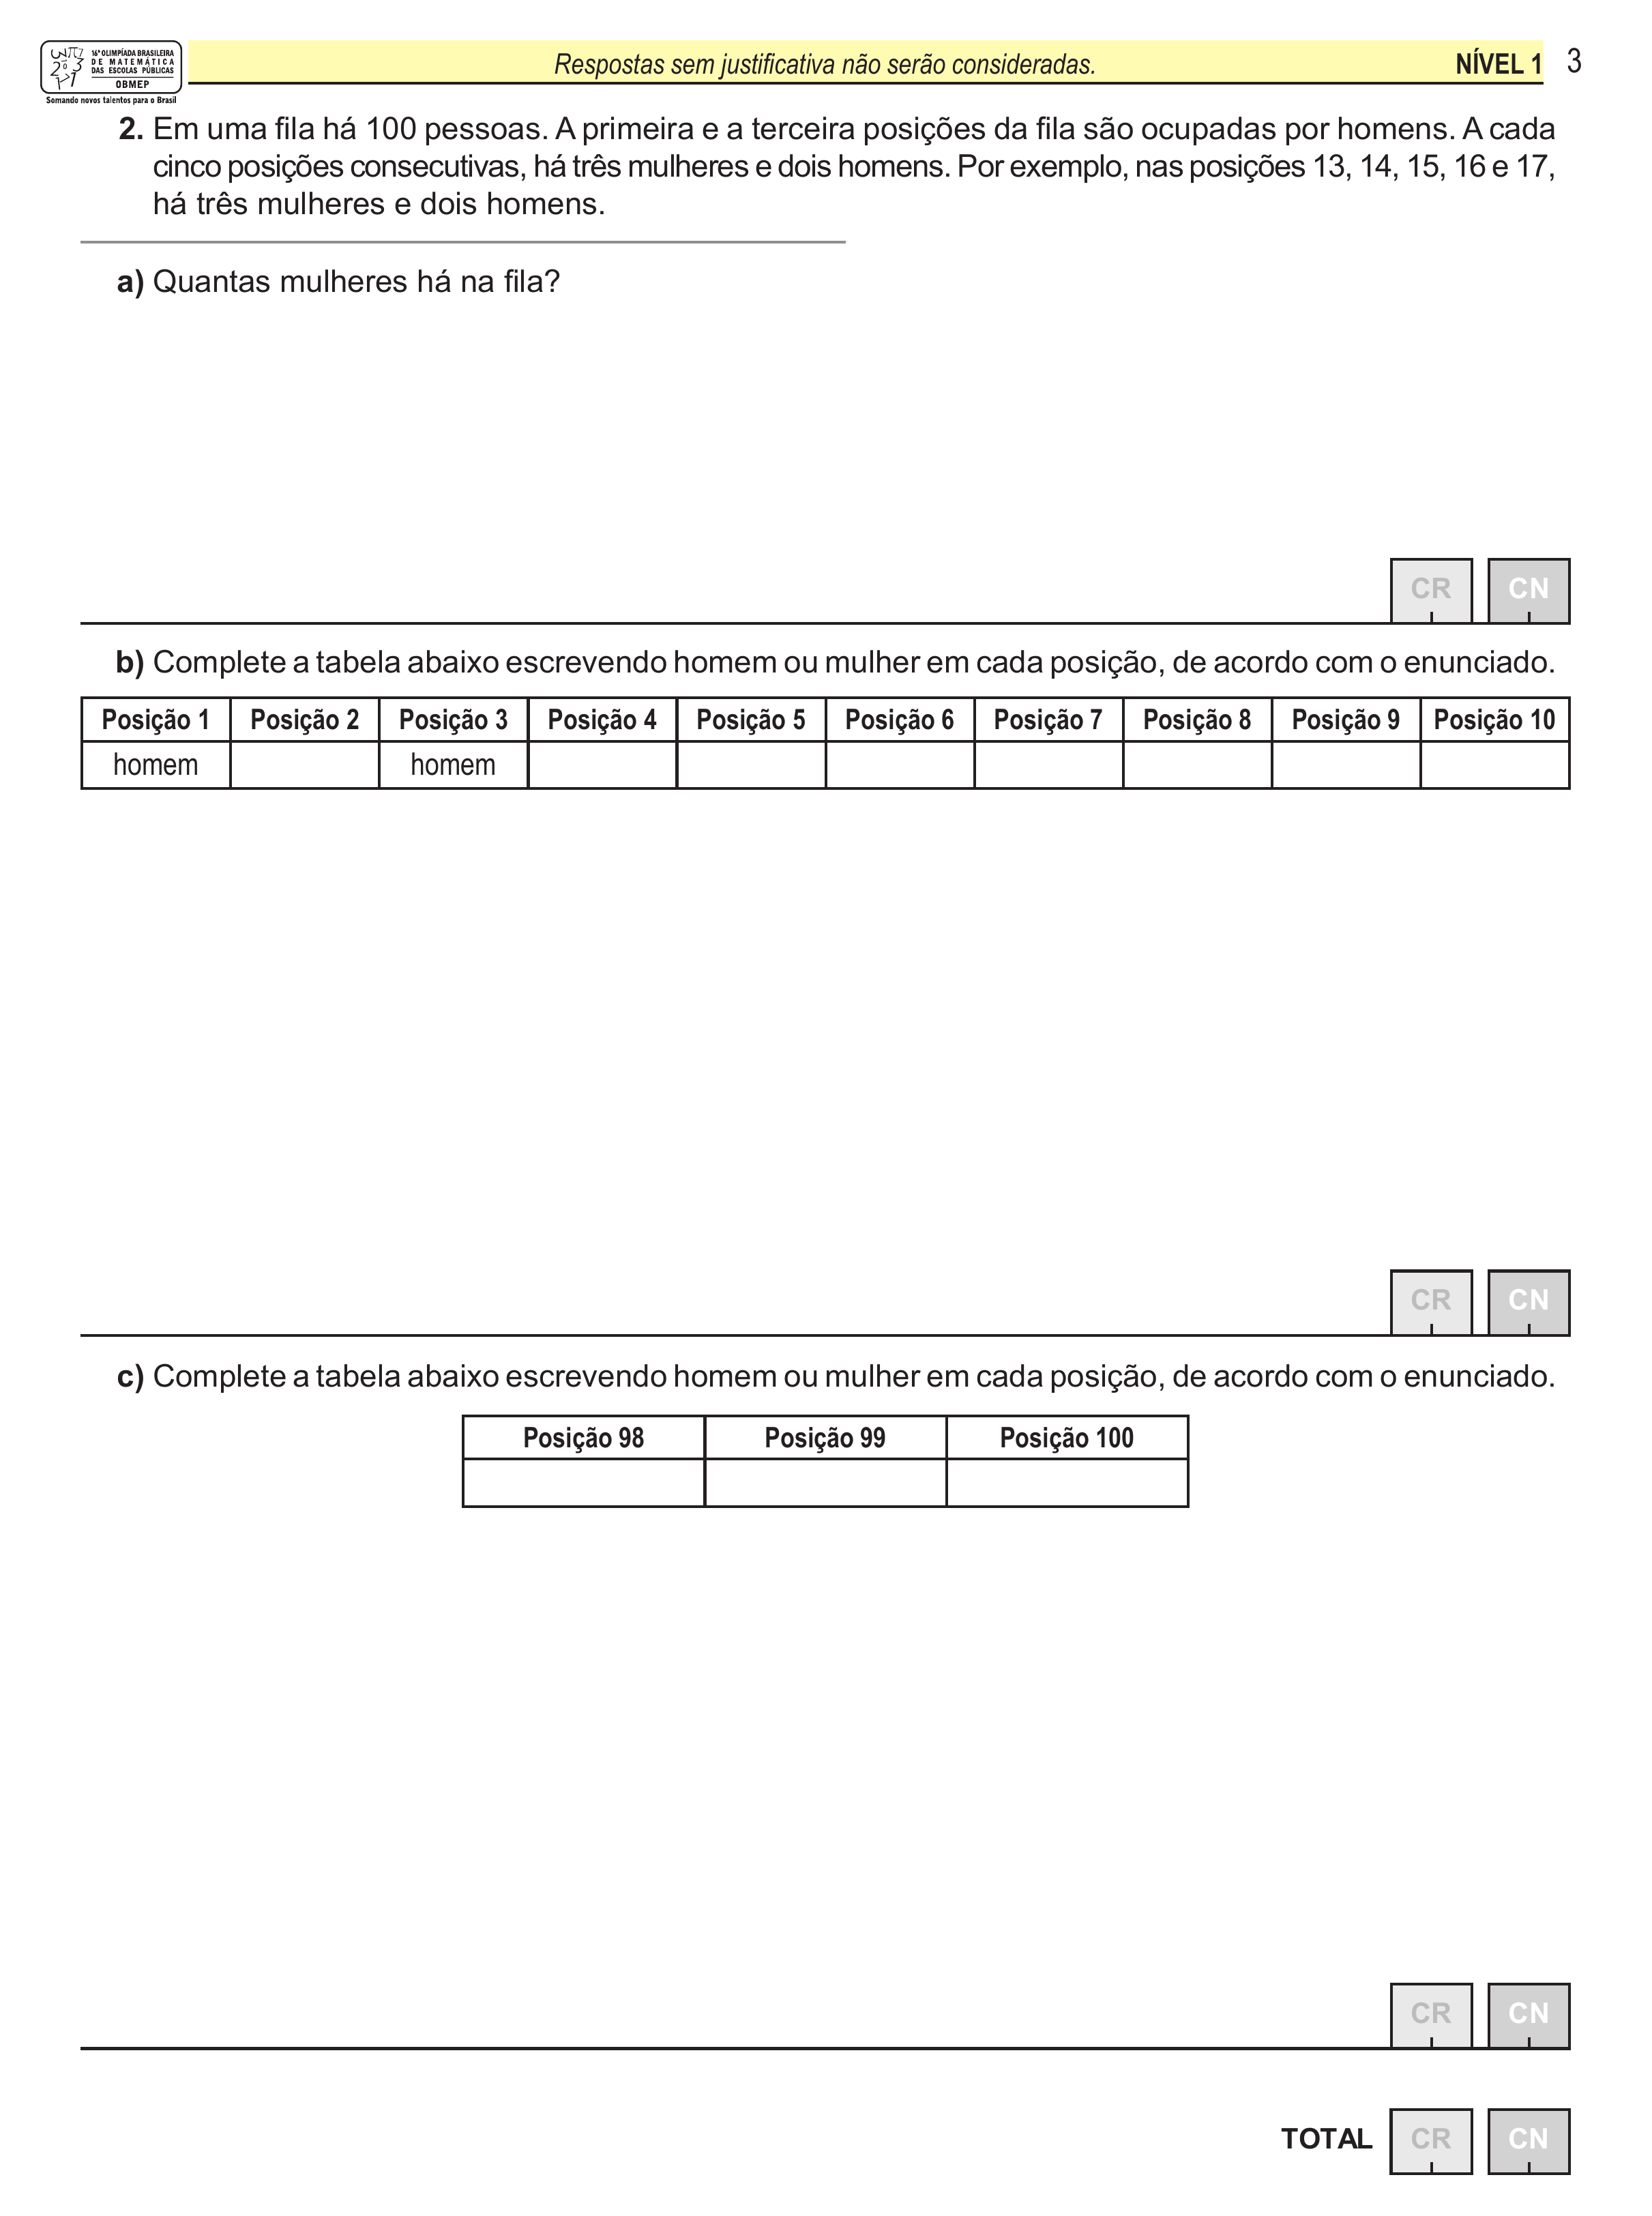 16ª OLIMPÍADA BRASILEIRA
DE MATEMÁTICA
DAS ESCOLAS PÚBLICAS
OBMEP
Somando novos talentos para o Brasil
Respostas sem justificativa não serão consideradas.
NÍVEL 1
3
2. Em uma fila há 100 pessoas. A primeira e a terceira posições da fila são ocupadas por homens. A cada
cinco posições consecutivas, há três mulheres e dois homens. Por exemplo, nas posições 13, 14, 15, 16 e 17,
há três mulheres e dois homens.
a) Quantas mulheres há na fila?
CR CN
b) Complete a tabela abaixo escrevendo homem ou mulher em cada posição, de acordo com o enunciado.
Posição 1 Posição 2 Posição 3 Posição 4 Posição 5 Posição 6 Posição 7 Posição 8 Posição 9 Posição 10
homem homem
CR CN
c) Complete a tabela abaixo escrevendo homem ou mulher em cada posição, de acordo com o enunciado.
Posição 98 Posição 99 Posição 100
CR CN
TOTAL CR CN